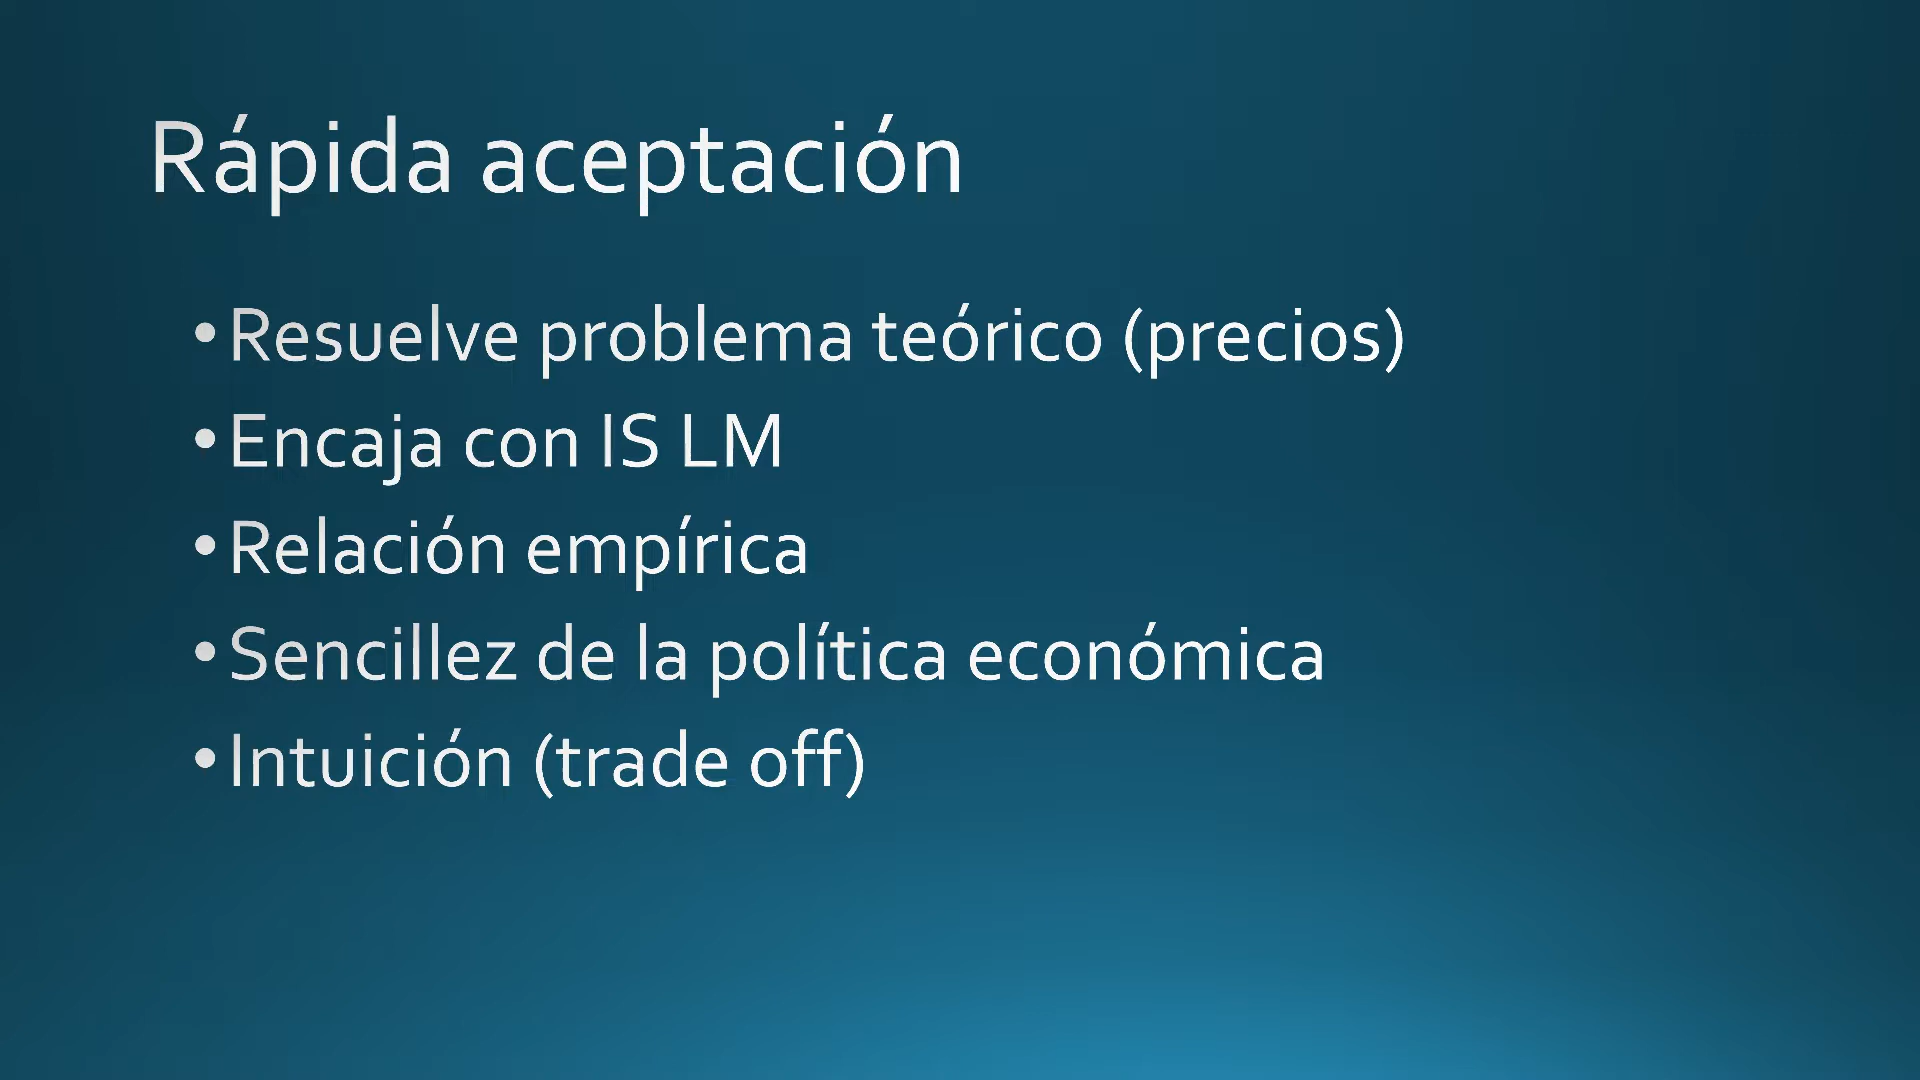 Rápida aceptación
•Resuelve problema teórico (precios)
•Encaja con IS LM
•Relación empírica
•Sencillez de la política económica
•Intuición (trade off)